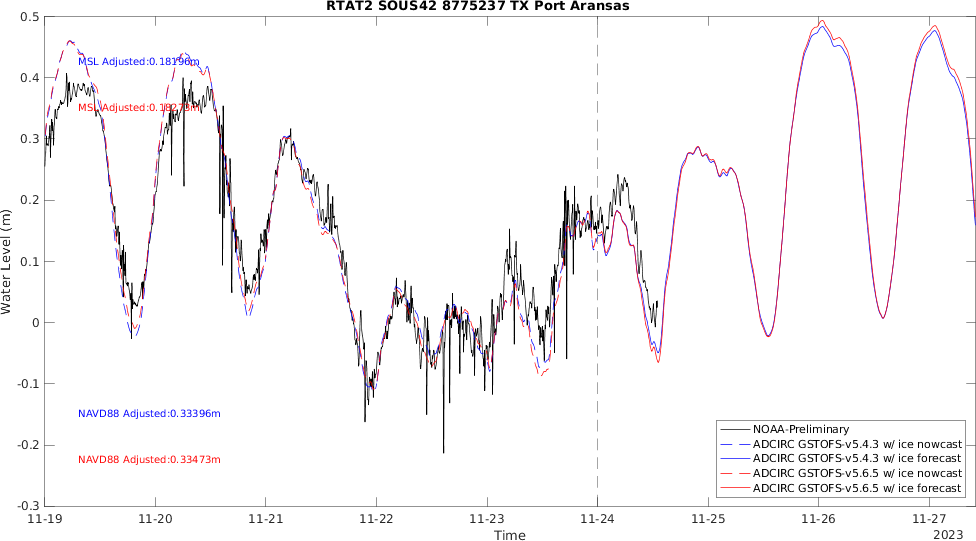 RTAT2 SOUS42 8775237 TX Port Aransas
Water Level (m)
0.5
0.4
0.3
0.2
0.1
0
-0.1
-0.2
-0.3
MSL Adjusted:0.18196m
MSL Adjusted:0.18273m
NAVD88 Adjusted:0.33396m
NAVD88 Adjusted:0.33473m
NOAA-Preliminary
ADCIRC GSTOFS-v5.4.3 w/ ice nowcast
ADCIRC GSTOFS-v5.4.3 w/ ice forecast
ADCIRC GSTOFS-v5.6.5 w/ ice nowcast
ADCIRC GSTOFS-v5.6.5 w/ ice forecast
11-19 11-20 11-21 11-22 11-23 11-24 11-25 11-26 11-27
Time
2023